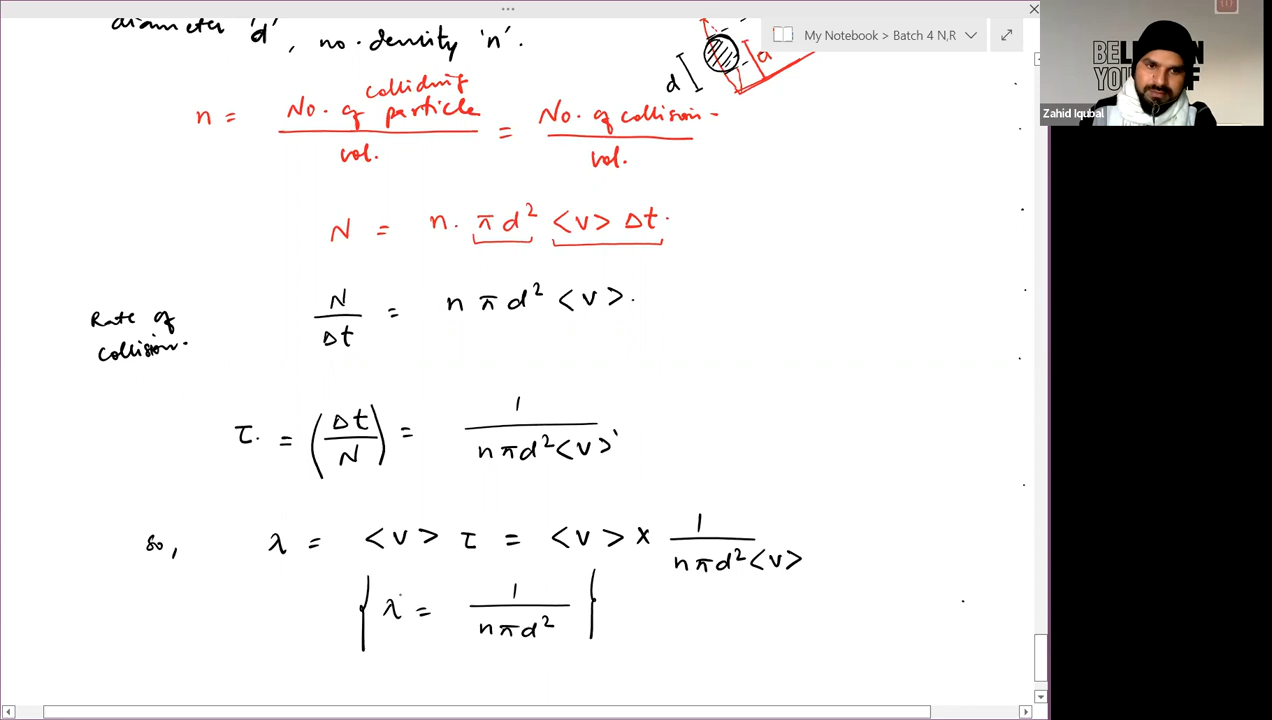 diameter 'd', no. density 'n'.
My Notebook > Batch 4 N,R
d
a
n = No. of colliding particle / vol. = No. of collision / vol.
N = n. πd² <v> Δt.
Rate of collision.
N / Δt = n π d² <v>.
τ. = (Δt / N) = 1 / nπd²<v>
so, λ = <v> τ = <v> × 1 / nπd²<v>
{ λ = 1 / nπd² }
Zahid Iqubal